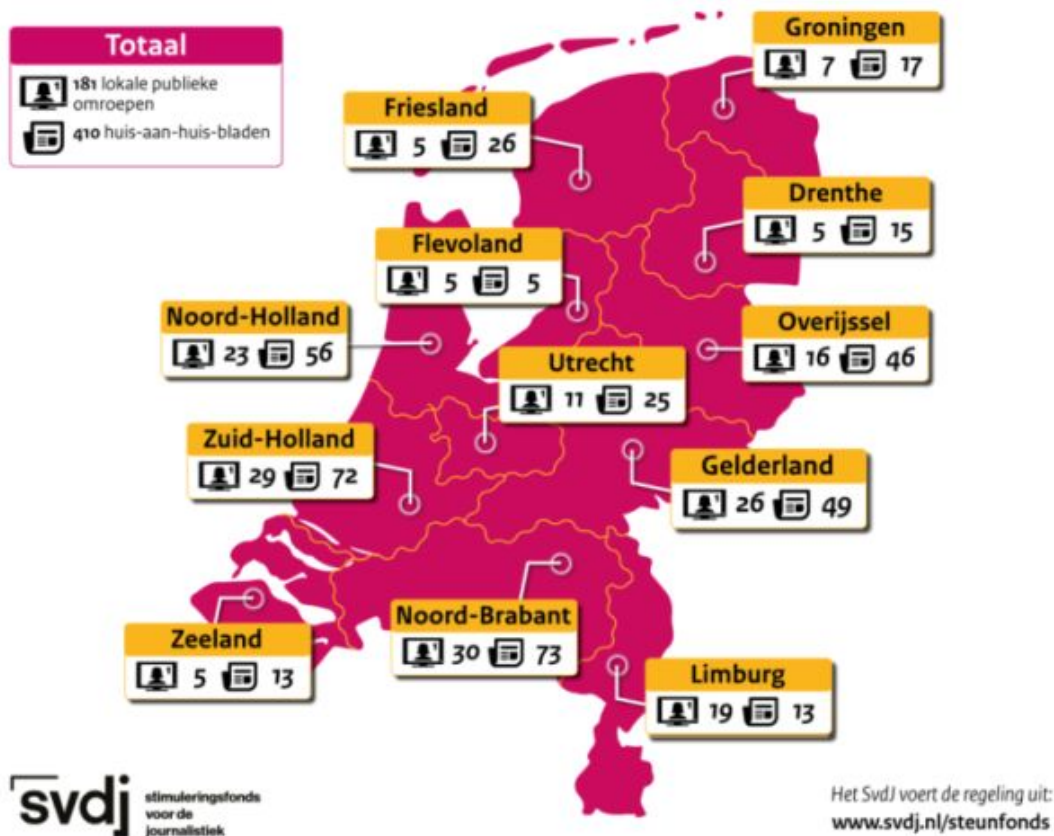 Totaal
181 lokale publieke
omroepen
410 huis-aan-huis-bladen
Groningen
7 17
Friesland
5 26
Drenthe
5 15
Flevoland
5 5
Noord-Holland
23 56
Overijssel
16 46
Utrecht
11 25
Zuid-Holland
29 72
Gelderland
26 49
Noord-Brabant
30 73
Zeeland
5 13
Limburg
19 13
svdj
stimuleringsfonds
voor de
journalistiek
Het SvdJ voert de regeling uit:
www.svdj.nl/steunfonds